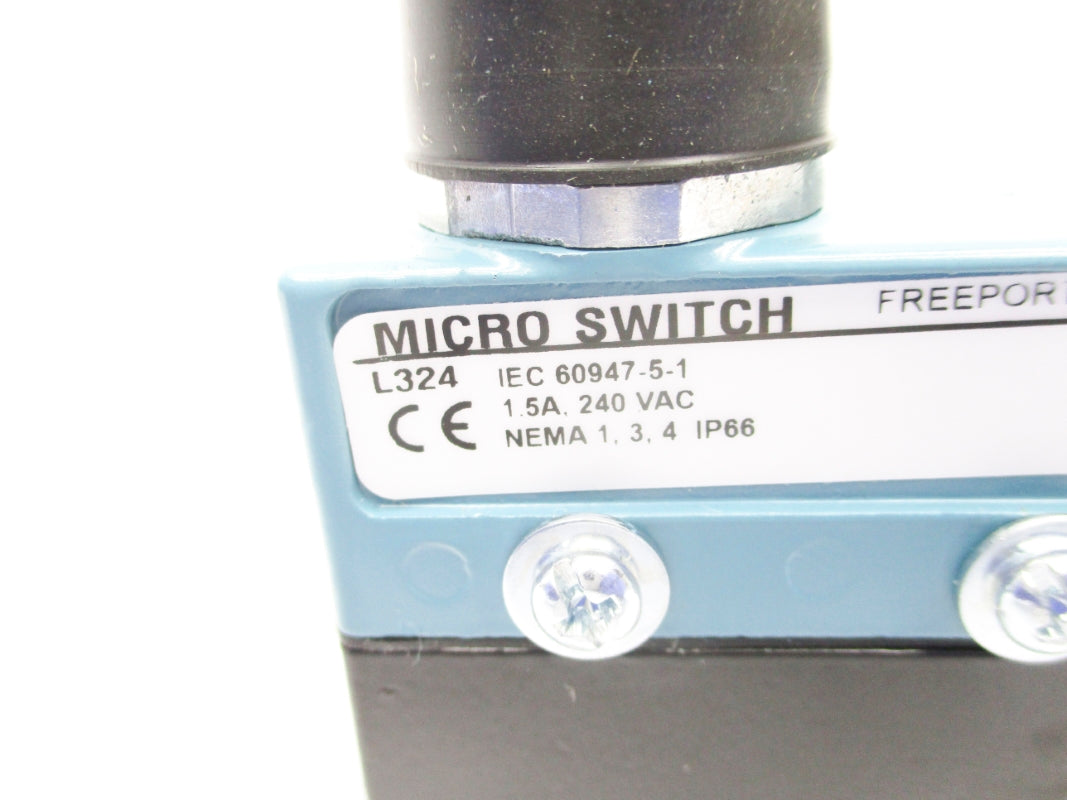 MICRO SWITCH FREEPORT
L324 IEC 60947-5-1
CE 1.5A, 240 VAC
NEMA 1, 3, 4 IP66